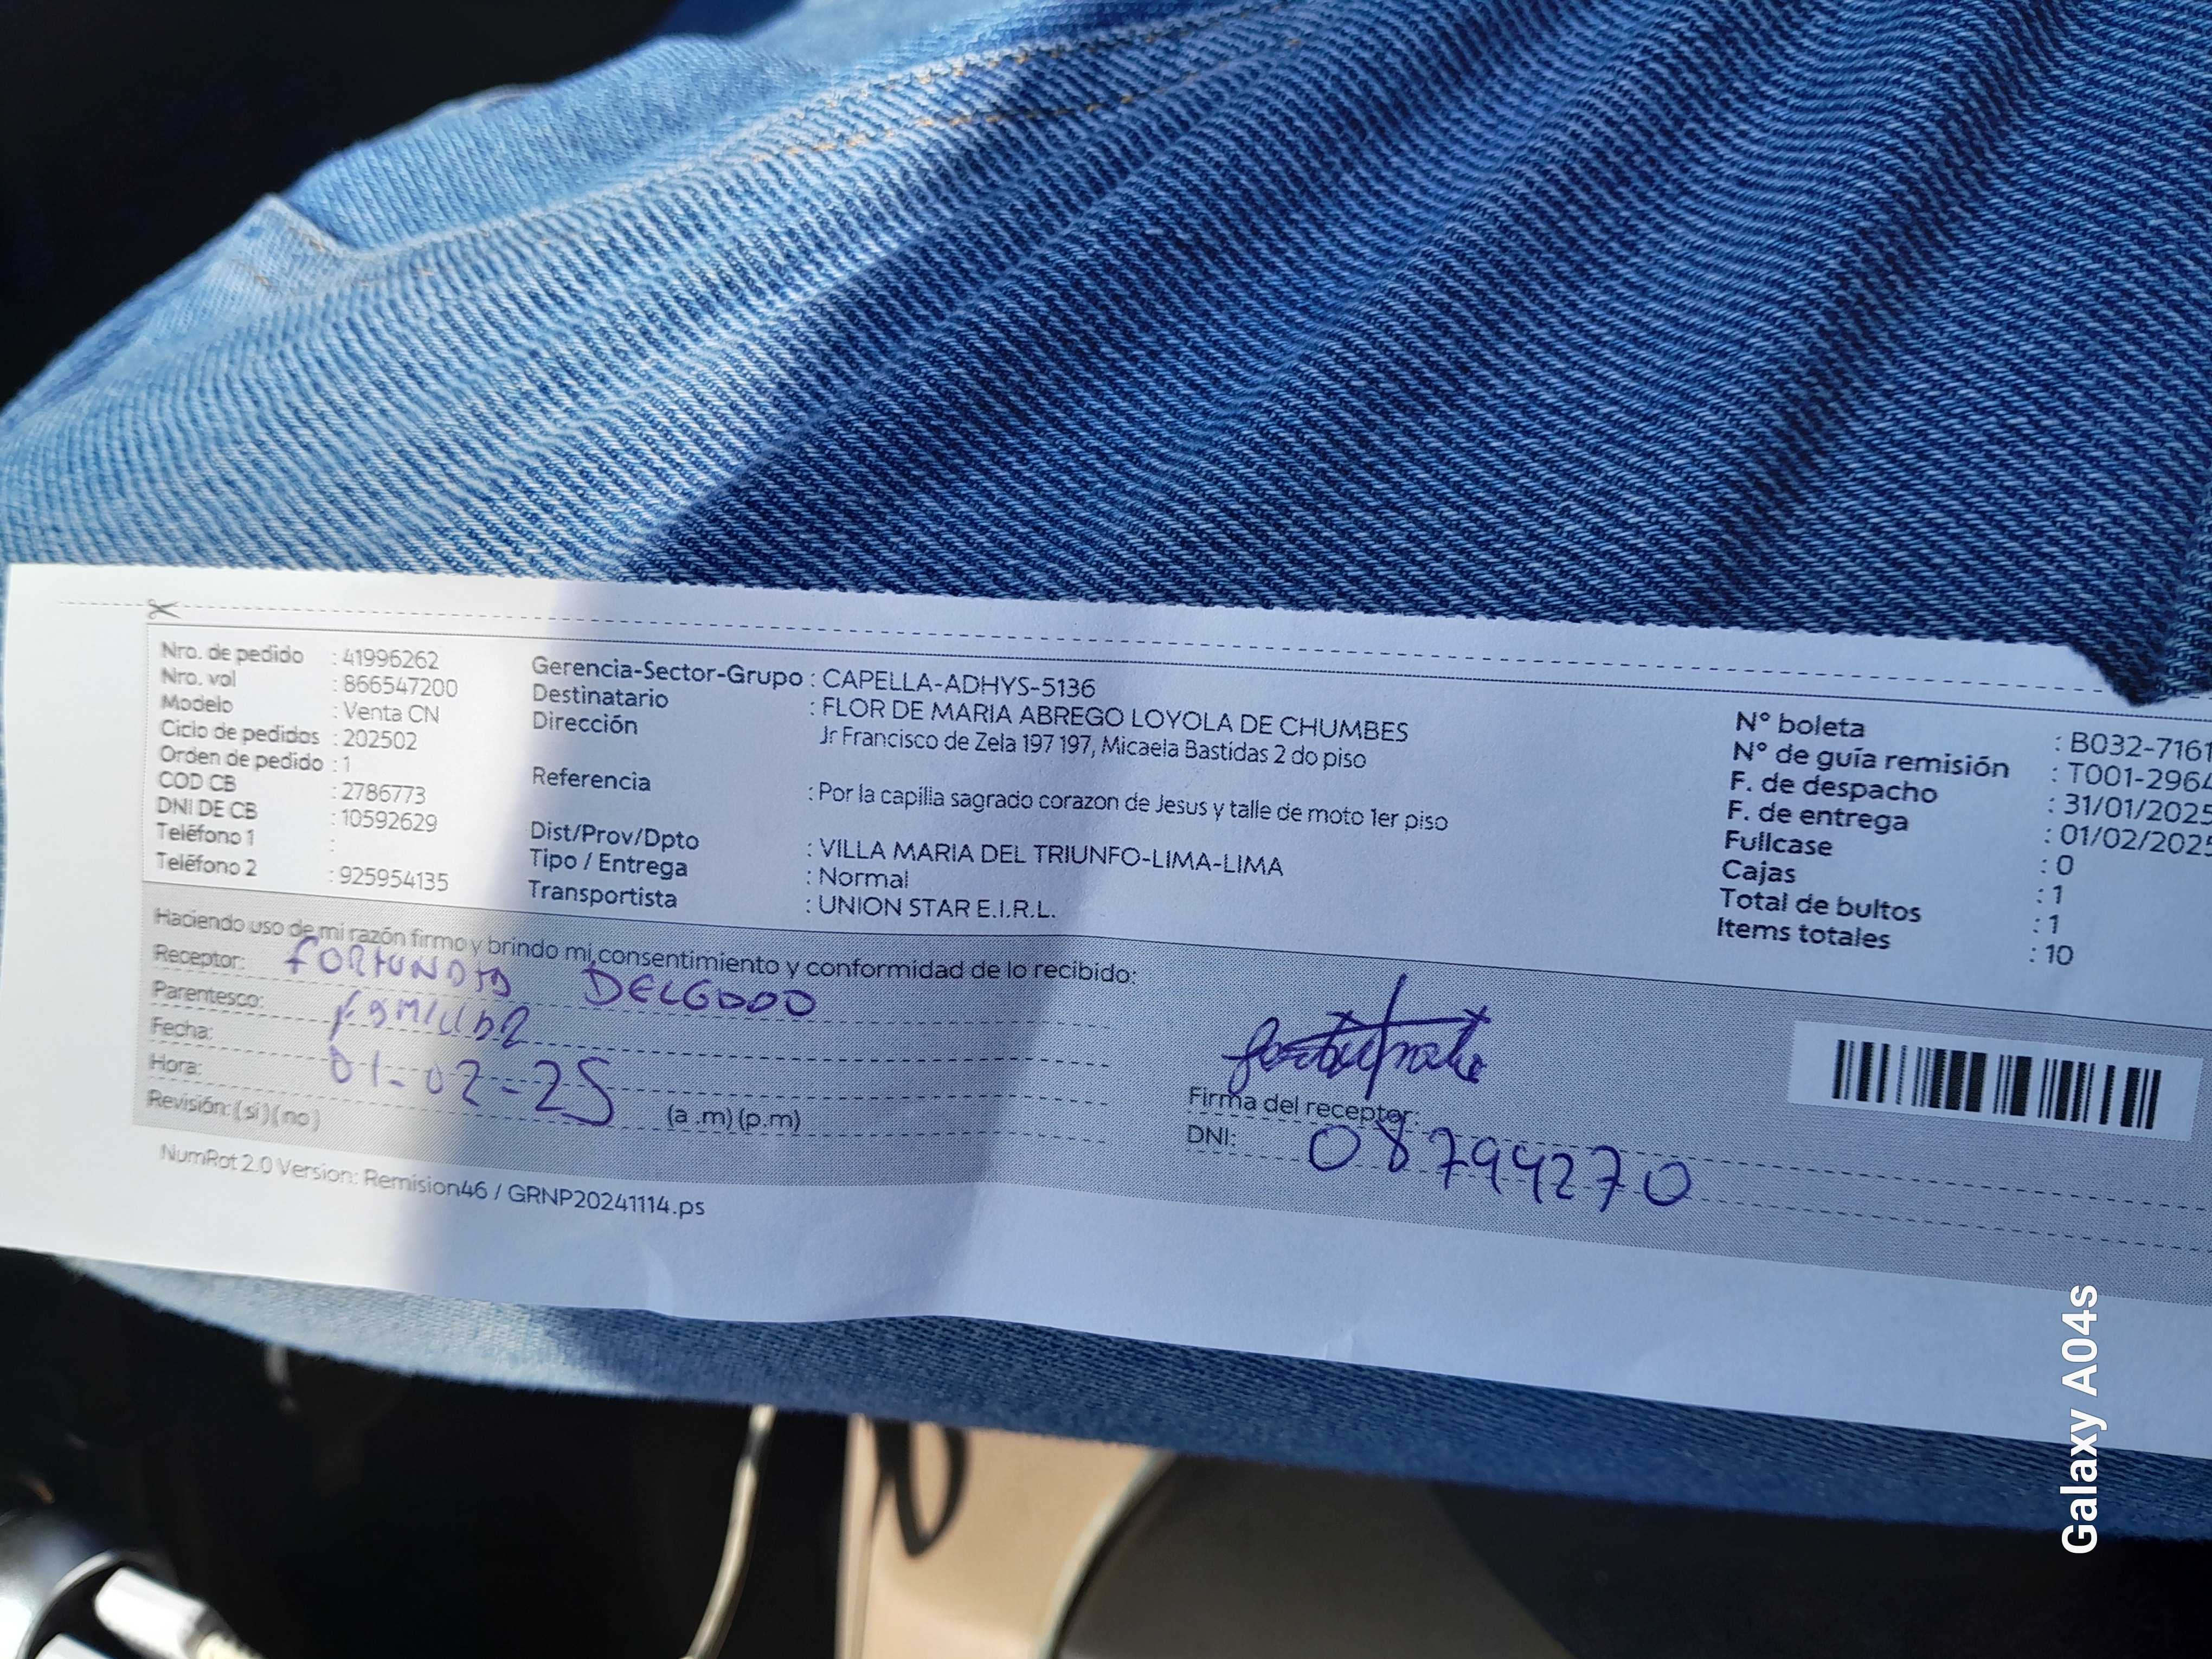 Nro. de pedido : 41996262
Nro. vol : 866547200
Modelo : Venta CN
Ciclo de pedidos : 202502
Orden de pedido : 1
COD CB : 2786773
DNI DE CB : 10592629
Teléfono 1 :
Teléfono 2 : 925954135
Gerencia-Sector-Grupo : CAPELLA-ADHYS-5136
Destinatario : FLOR DE MARIA ABREGO LOYOLA DE CHUMBES
Dirección Jr Francisco de Zela 197 197, Micaela Bastidas 2 do piso
Referencia : Por la capilla sagrado corazon de Jesus y talle de moto 1er piso
Dist/Prov/Dpto : VILLA MARIA DEL TRIUNFO-LIMA-LIMA
Tipo / Entrega : Normal
Transportista : UNION STAR E.I.R.L.
N° boleta : B032-7161
N° de guía remisión : T001-2964
F. de despacho : 31/01/2025
F. de entrega : 01/02/2025
Fullcase : 0
Cajas : 1
Total de bultos : 1
Items totales : 10
Haciendo uso de mi razón firmo y brindo mi consentimiento y conformidad de lo recibido:
Receptor: FORTUNATA DELGADO
Parentesco: FAMILIAR
Fecha: 01-02-25
Hora: (a .m) (p.m)
Revisión: ( si ) ( no )
Firma del receptor:
DNI: 08794270
NumRot 2.0 Version: Remision46 / GRNP20241114.ps
Galaxy A04s